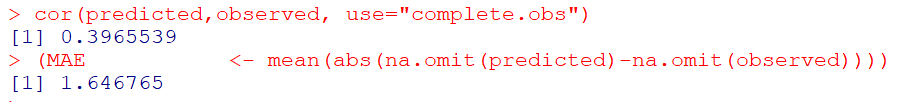 > cor(predicted,observed, use="complete.obs")
[1] 0.3965539
> (MAE          <- mean(abs(na.omit(predicted)-na.omit(observed))))
[1] 1.646765